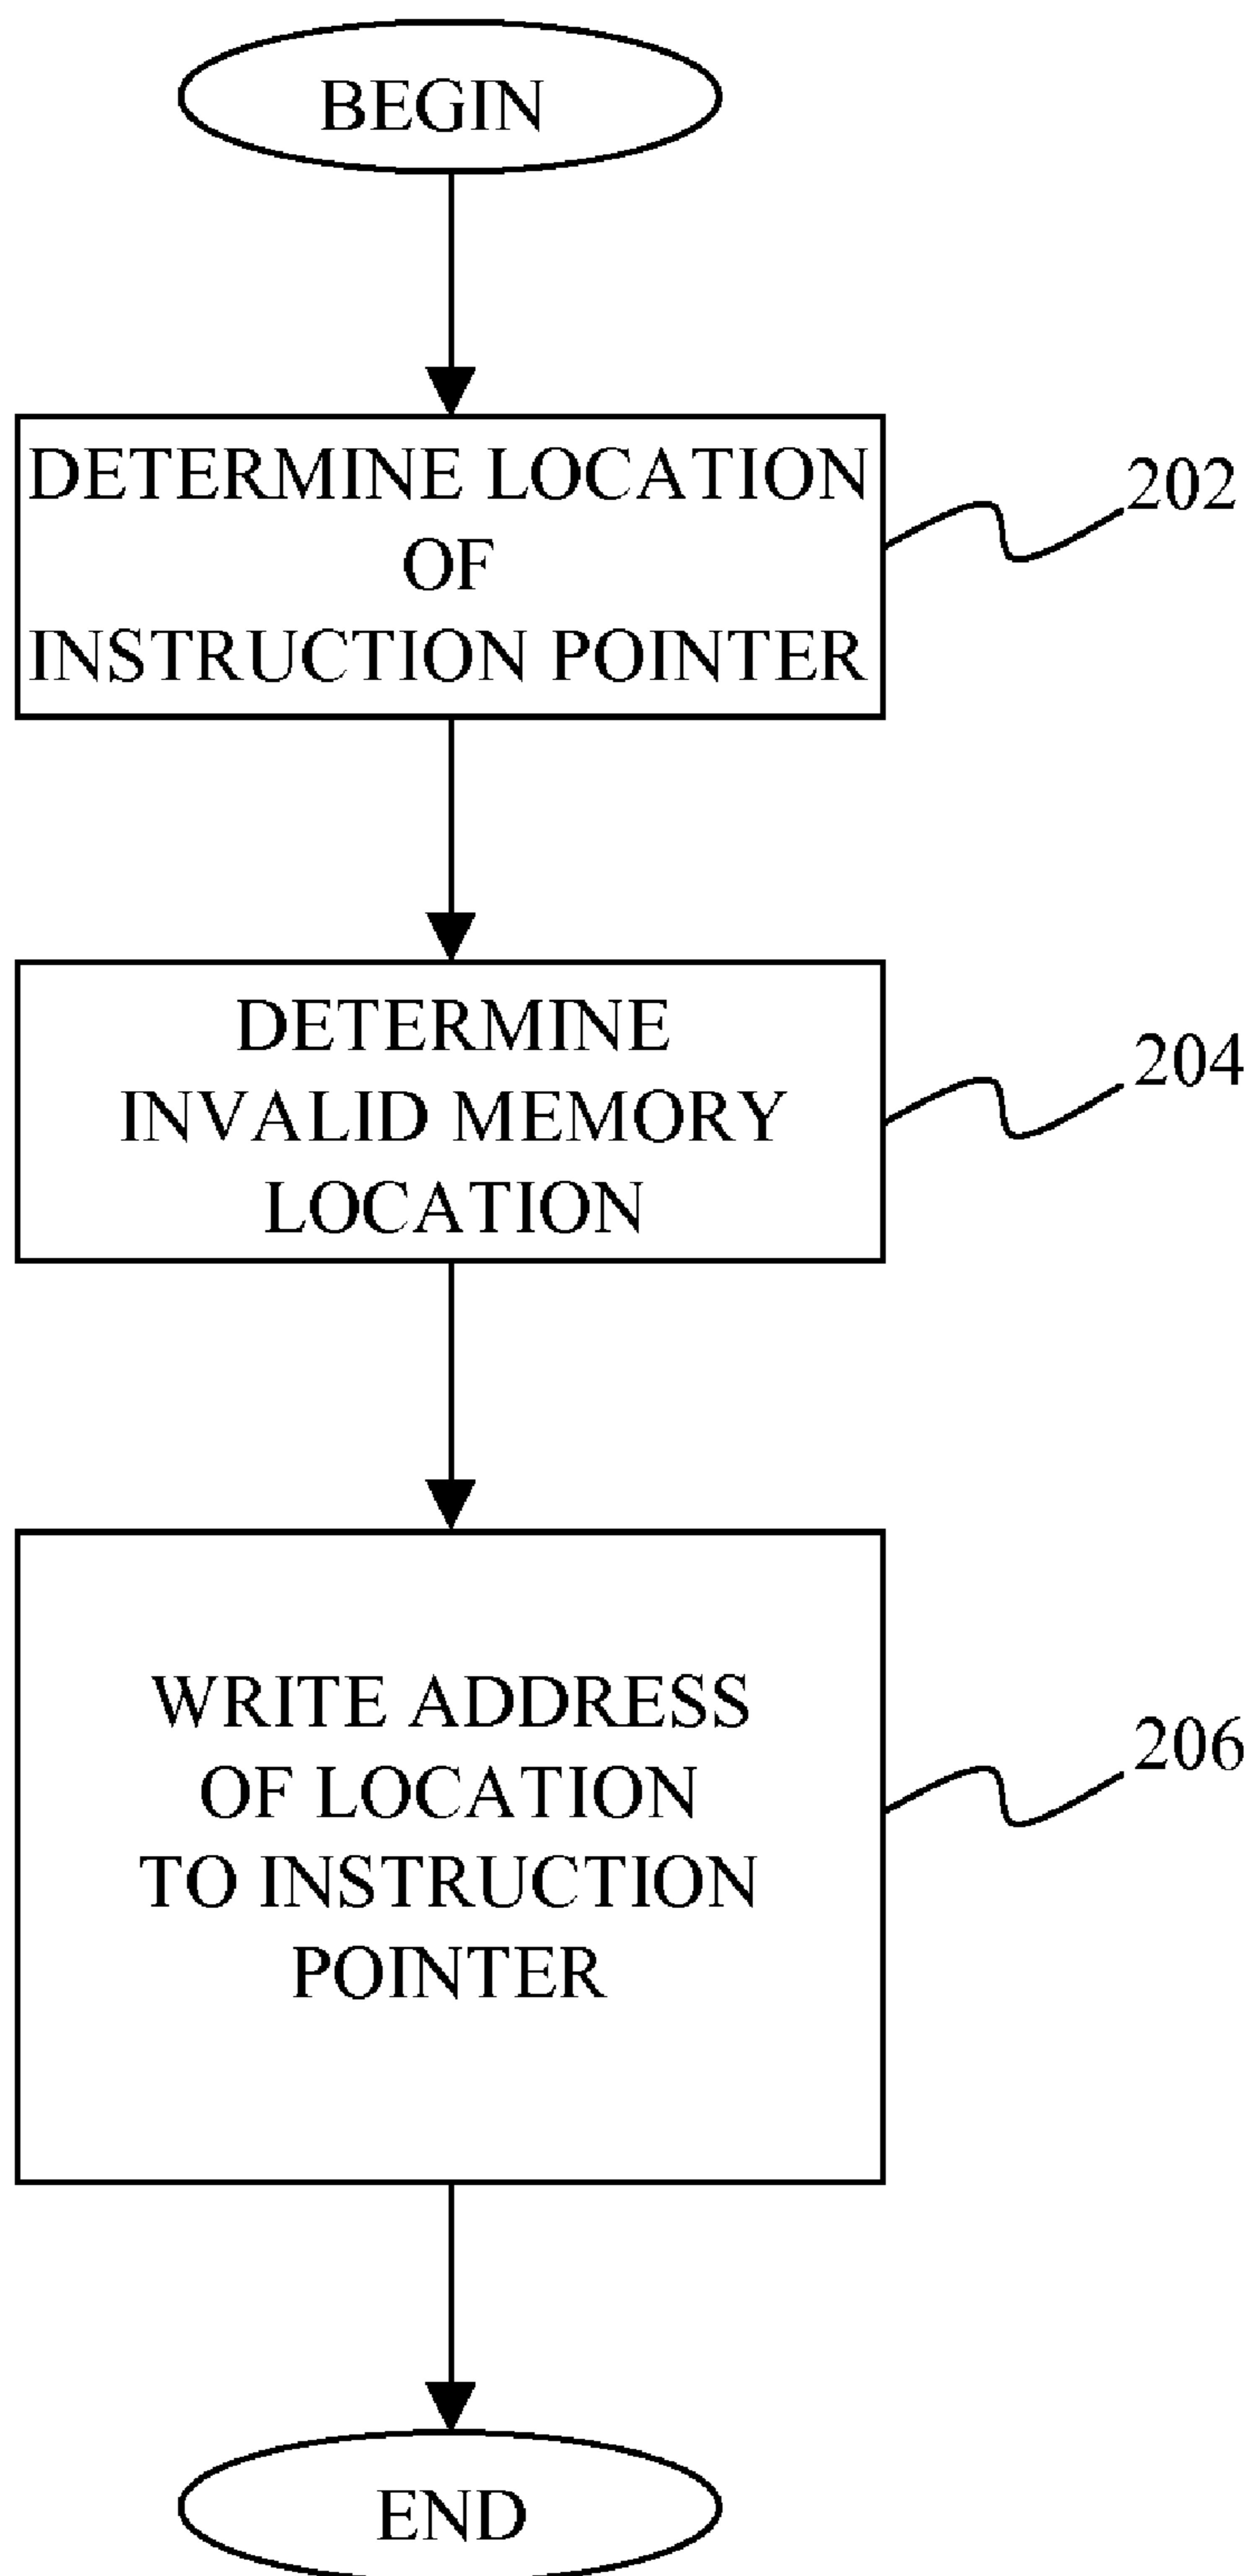 BEGIN
DETERMINE LOCATION
OF
INSTRUCTION POINTER
202
DETERMINE
INVALID MEMORY
LOCATION
204
WRITE ADDRESS
OF LOCATION
TO INSTRUCTION
POINTER
206
END